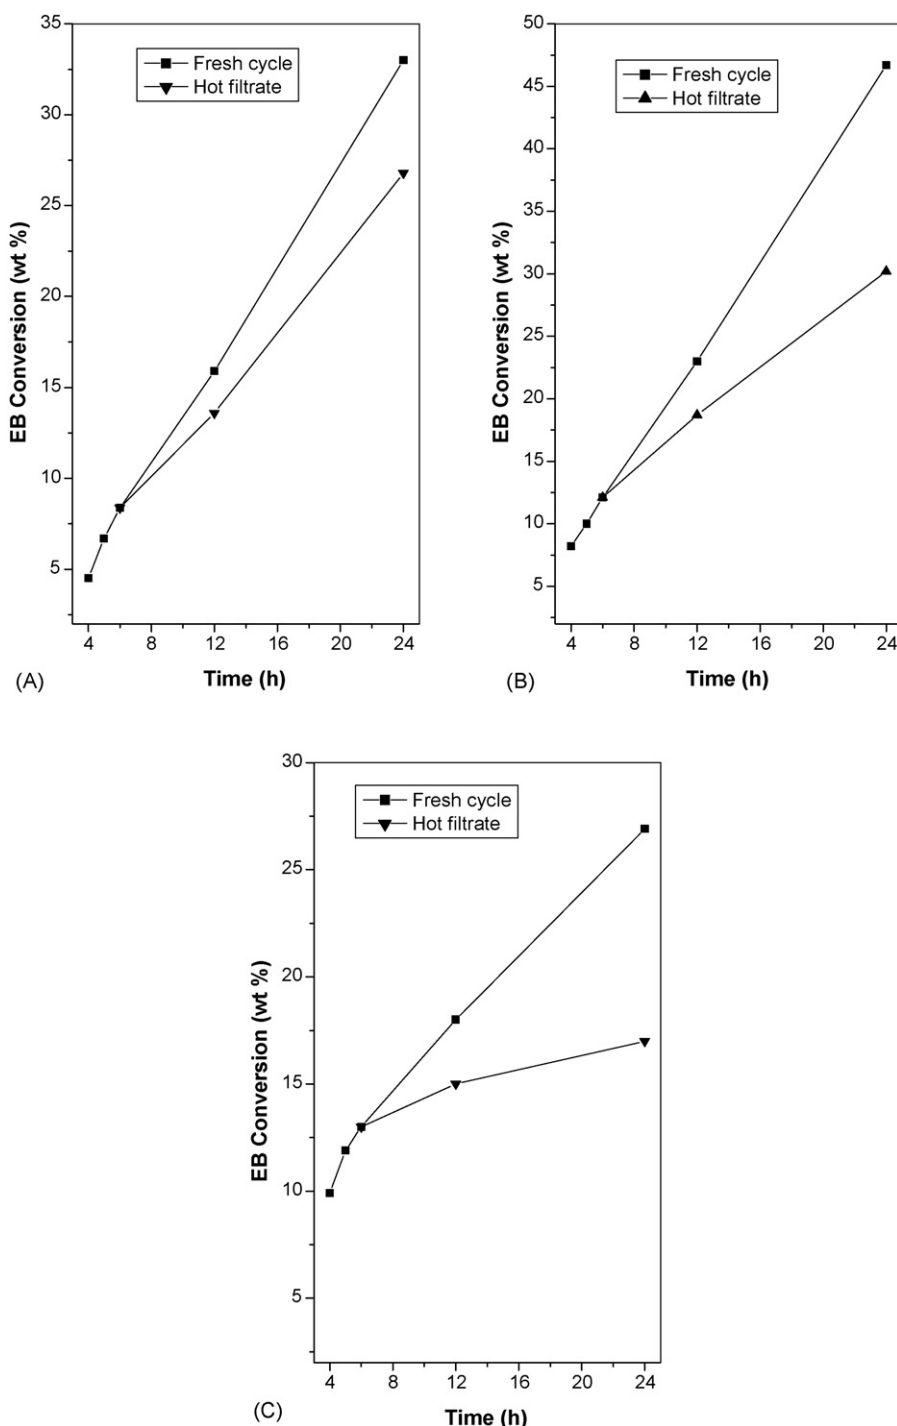 35
30
25
20
15
10
5
EB Conversion (wt %)
Fresh cycle
Hot filtrate
4 8 12 16 20 24
Time (h)
(A)
50
45
40
35
30
25
20
15
10
5
EB Conversion (wt %)
Fresh cycle
Hot filtrate
4 8 12 16 20 24
Time (h)
(B)
30
25
20
15
10
5
EB Conversion (wt %)
Fresh cycle
Hot filtrate
4 8 12 16 20 24
Time (h)
(C)